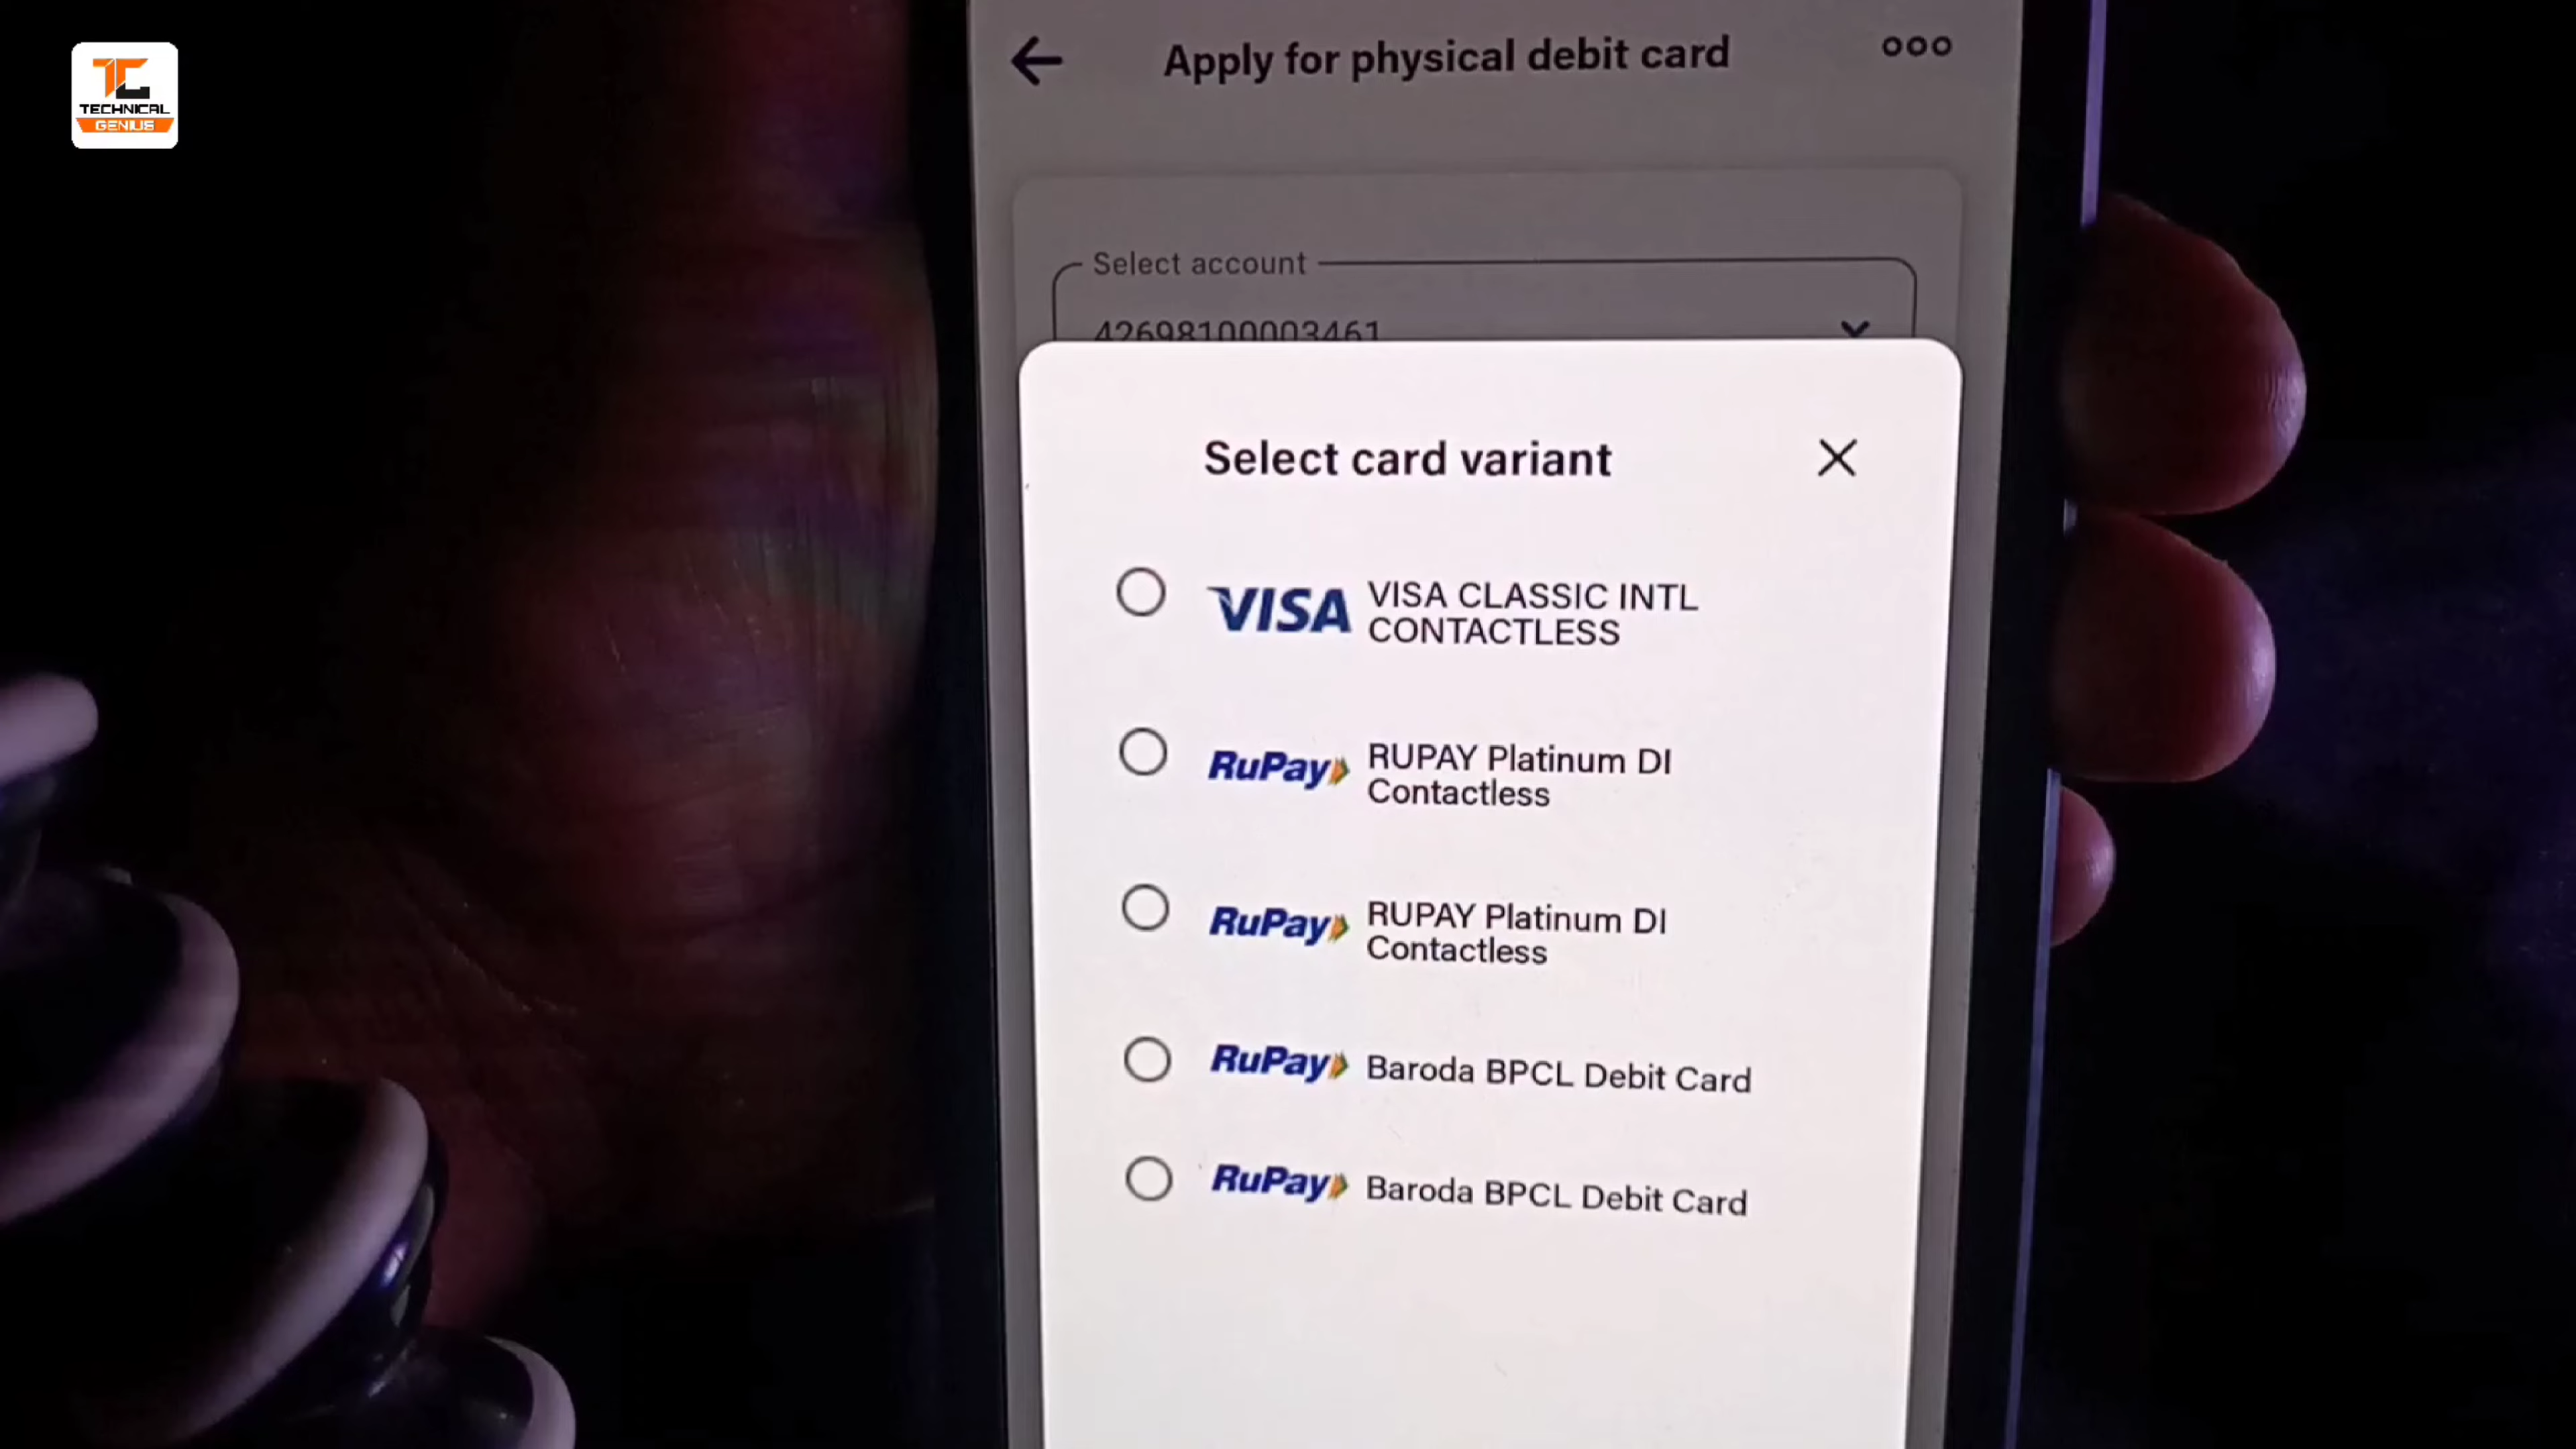 TC
TECHNICAL
GENIUS
Apply for physical debit card
Select account
42698100003461
Select card variant
VISA VISA CLASSIC INTL
CONTACTLESS
RuPay RUPAY Platinum DI
Contactless
RuPay RUPAY Platinum DI
Contactless
RuPay Baroda BPCL Debit Card
RuPay Baroda BPCL Debit Card